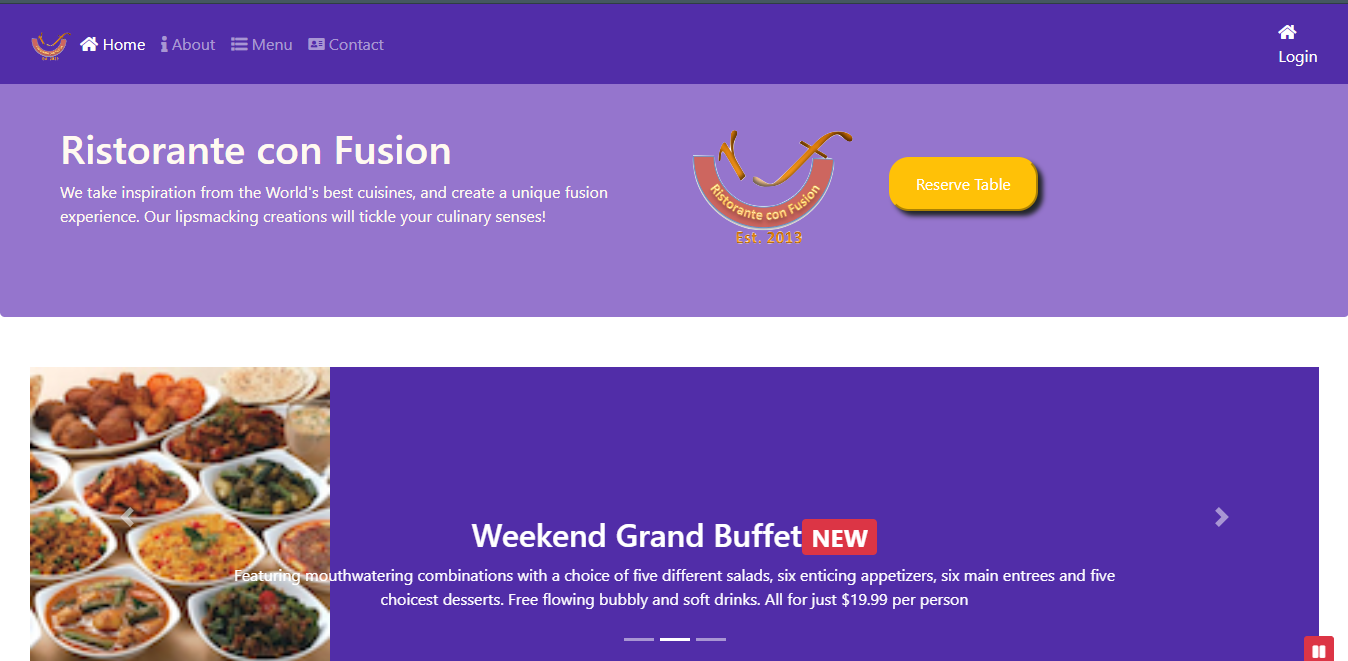 Home About Menu Contact
Login
Ristorante con Fusion
We take inspiration from the World's best cuisines, and create a unique fusion
experience. Our lipsmacking creations will tickle your culinary senses!
Ristorante con Fusion
Est. 2019
Reserve Table
Weekend Grand Buffet NEW
Featuring mouthwatering combinations with a choice of five different salads, six enticing appetizers, six main entrees and five
choicest desserts. Free flowing bubbly and soft drinks. All for just $19.99 per person